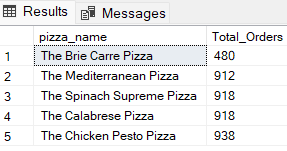 Results Messages
pizza_name Total_Orders
1 The Brie Carre Pizza 480
2 The Mediterranean Pizza 912
3 The Spinach Supreme Pizza 918
4 The Calabrese Pizza 918
5 The Chicken Pesto Pizza 938